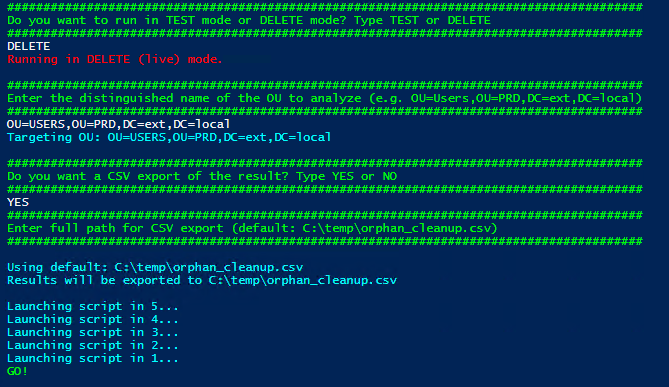 ########################################################################################
Do you want to run in TEST mode or DELETE mode? Type TEST or DELETE
########################################################################################
DELETE
Running in DELETE (live) mode.
########################################################################################
Enter the distinguished name of the OU to analyze (e.g. OU=Users,OU=PRD,DC=ext,DC=local)
########################################################################################
OU=USERS,OU=PRD,DC=ext,DC=local
Targeting OU: OU=USERS,OU=PRD,DC=ext,DC=local
########################################################################################
Do you want a CSV export of the result? Type YES or NO
########################################################################################
YES
########################################################################################
Enter full path for CSV export (default: C:\temp\orphan_cleanup.csv)
########################################################################################
Using default: C:\temp\orphan_cleanup.csv
Results will be exported to C:\temp\orphan_cleanup.csv
Launching script in 5...
Launching script in 4...
Launching script in 3...
Launching script in 2...
Launching script in 1...
GO!